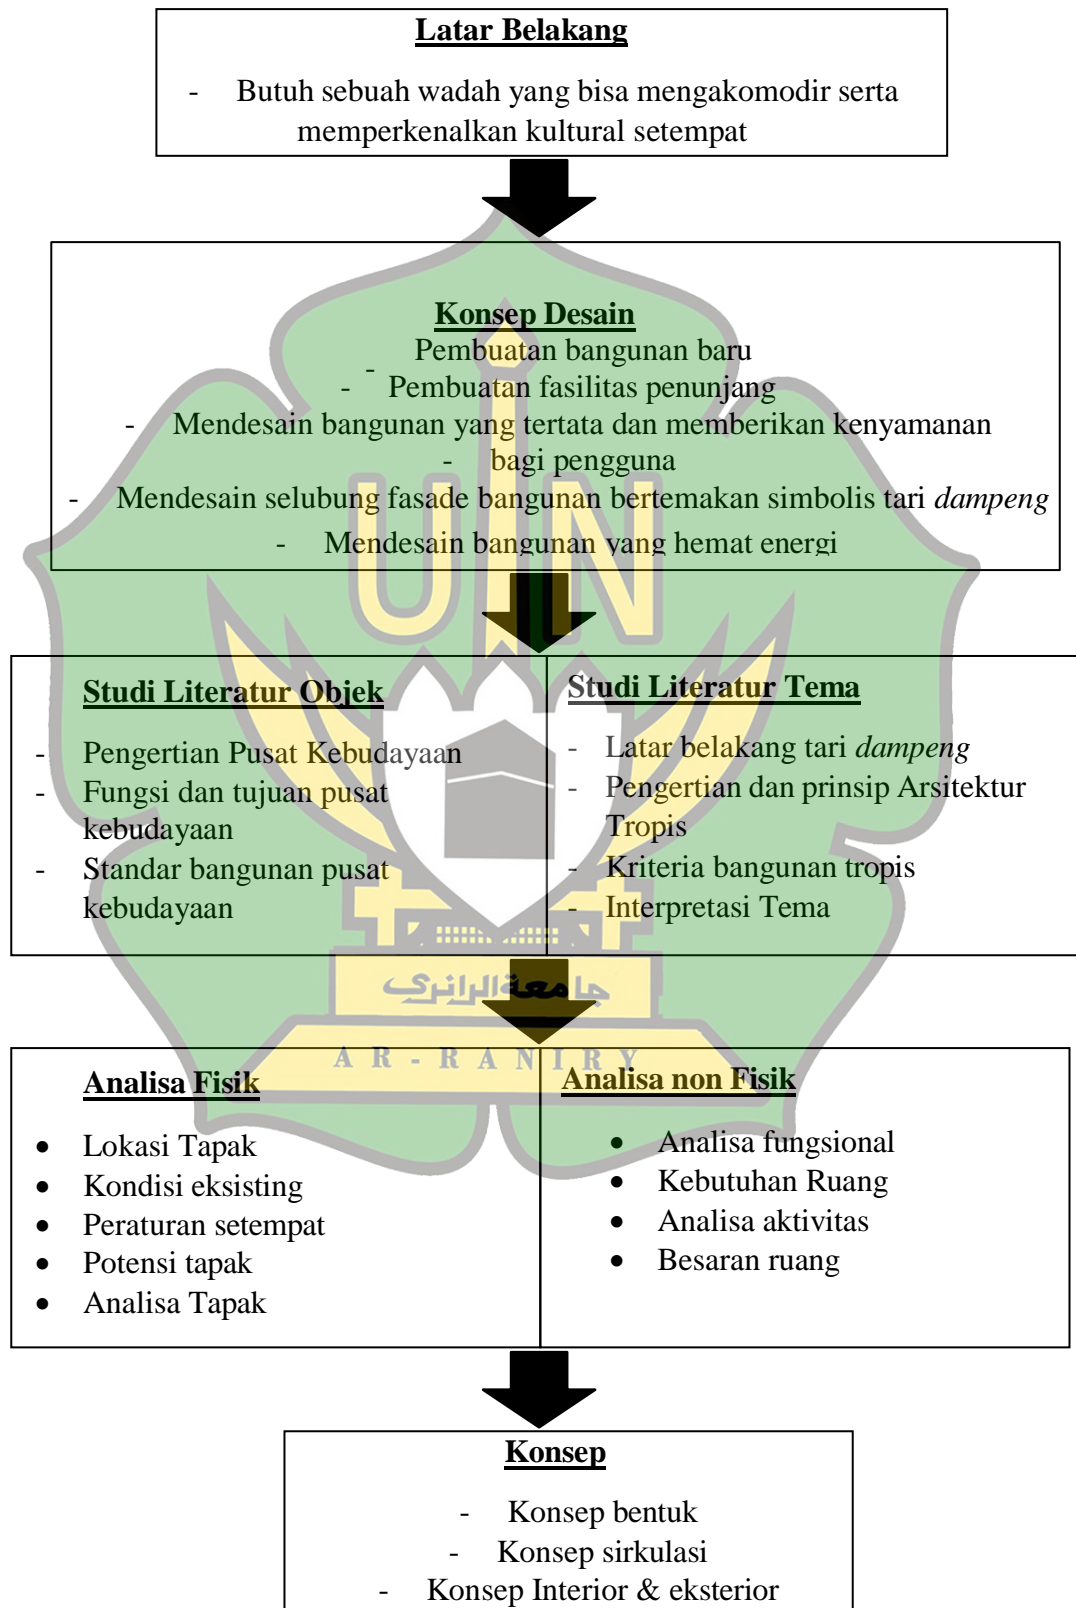 Latar Belakang
- Butuh sebuah wadah yang bisa mengakomodir serta
memperkenalkan kultural setempat
Konsep Desain
- Pembuatan bangunan baru
- Pembuatan fasilitas penunjang
- Mendesain bangunan yang tertata dan memberikan kenyamanan
- bagi pengguna
- Mendesain selubung fasade bangunan bertemakan simbolis tari dampeng
- Mendesain bangunan yang hemat energi
UIN
Studi Literatur Objek
- Pengertian Pusat Kebudayaan
- Fungsi dan tujuan pusat
kebudayaan
- Standar bangunan pusat
kebudayaan
Studi Literatur Tema
- Latar belakang tari dampeng
- Pengertian dan prinsip Arsitektur
Tropis
- Kriteria bangunan tropis
- Interpretasi Tema
جامعة الرانري
AR-RANIRY
Analisa Fisik
• Lokasi Tapak
• Kondisi eksisting
• Peraturan setempat
• Potensi tapak
• Analisa Tapak
Analisa non Fisik
• Analisa fungsional
• Kebutuhan Ruang
• Analisa aktivitas
• Besaran ruang
Konsep
- Konsep bentuk
- Konsep sirkulasi
- Konsep Interior & eksterior